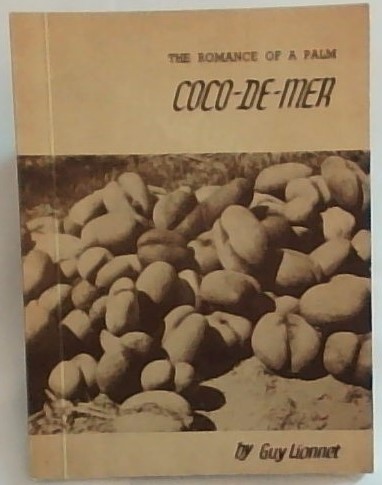 THE ROMANCE OF A PALM
COCO-DE-MER
by Guy Lionnet